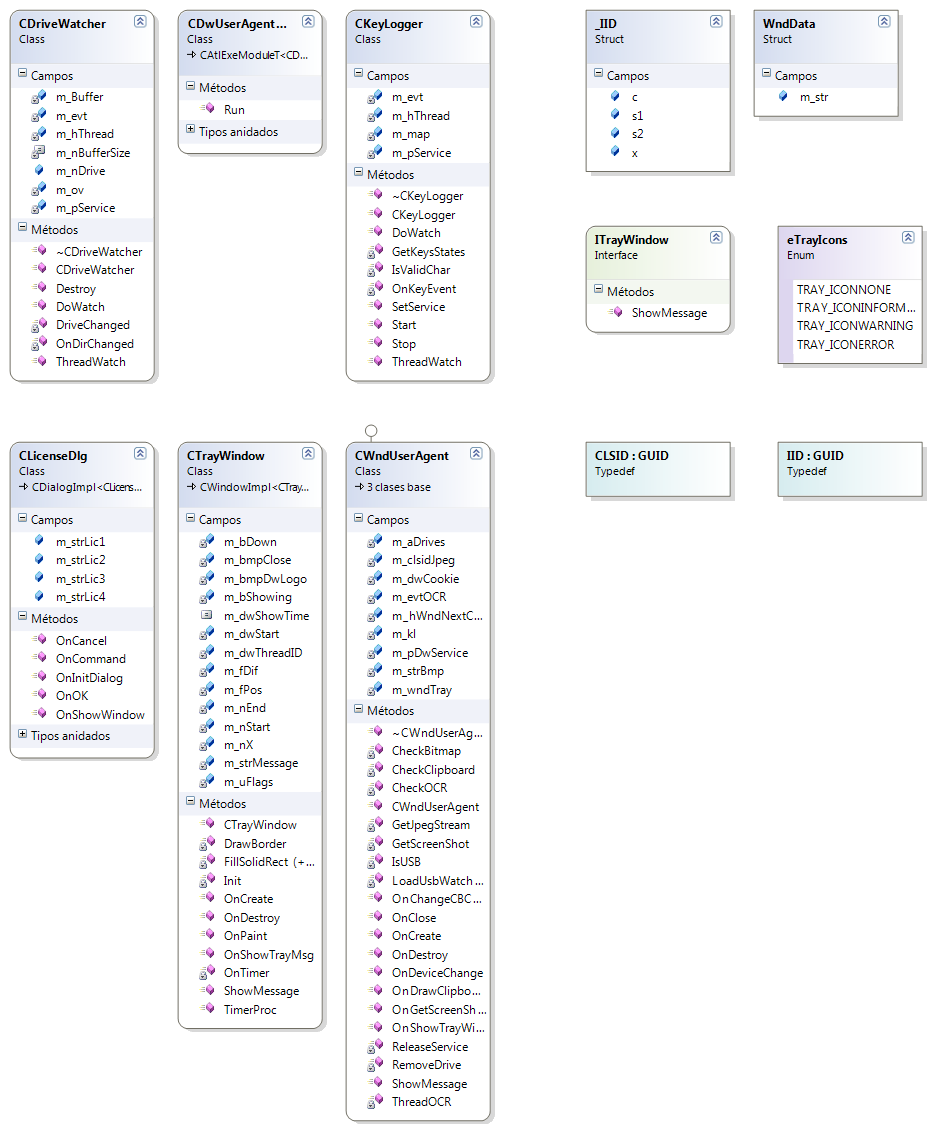 CDriveWatcher
Class
Campos
m_Buffer
m_evt
m_hThread
m_nBufferSize
m_nDrive
m_ov
m_pService
Métodos
~CDriveWatcher
CDriveWatcher
Destroy
DoWatch
DriveChanged
OnDirChanged
ThreadWatch
CDwUserAgent...
Class
CAtlExeModuleT<CD...
Métodos
Run
Tipos anidados
CKeyLogger
Class
Campos
m_evt
m_hThread
m_map
m_pService
Métodos
~CKeyLogger
CKeyLogger
DoWatch
GetKeysStates
IsValidChar
OnKeyEvent
SetService
Start
Stop
ThreadWatch
_IID
Struct
Campos
c
s1
s2
x
WndData
Struct
Campos
m_str
ITrayWindow
Interface
Métodos
ShowMessage
eTrayIcons
Enum
TRAY_ICONNONE
TRAY_ICONINFORM...
TRAY_ICONWARNING
TRAY_ICONERROR
CLicenseDlg
Class
CDialogImpl<CLicens...
Campos
m_strLic1
m_strLic2
m_strLic3
m_strLic4
Métodos
OnCancel
OnCommand
OnInitDialog
OnOK
OnShowWindow
Tipos anidados
CTrayWindow
Class
CWindowImpl<CTray...
Campos
m_bDown
m_bmpClose
m_bmpDwLogo
m_bShowing
m_dwShowTime
m_dwStart
m_dwThreadID
m_fDif
m_fPos
m_nEnd
m_nStart
m_nX
m_strMessage
m_uFlags
Métodos
CTrayWindow
DrawBorder
FillSolidRect (+...
Init
OnCreate
OnDestroy
OnPaint
OnShowTrayMsg
OnTimer
ShowMessage
TimerProc
CWndUserAgent
Class
3 clases base
Campos
m_aDrives
m_clsidJpeg
m_dwCookie
m_evtOCR
m_hWndNextC...
m_kl
m_pDwService
m_strBmp
m_wndTray
Métodos
~CWndUserAg...
CheckBitmap
CheckClipboard
CheckOCR
CWndUserAgent
GetJpegStream
GetScreenShot
IsUSB
LoadUsbWatch...
OnChangeCBC...
OnClose
OnCreate
OnDestroy
OnDeviceChange
OnDrawClipbo...
OnGetScreenSh...
OnShowTrayWi...
ReleaseService
RemoveDrive
ShowMessage
ThreadOCR
CLSID : GUID
Typedef
IID : GUID
Typedef